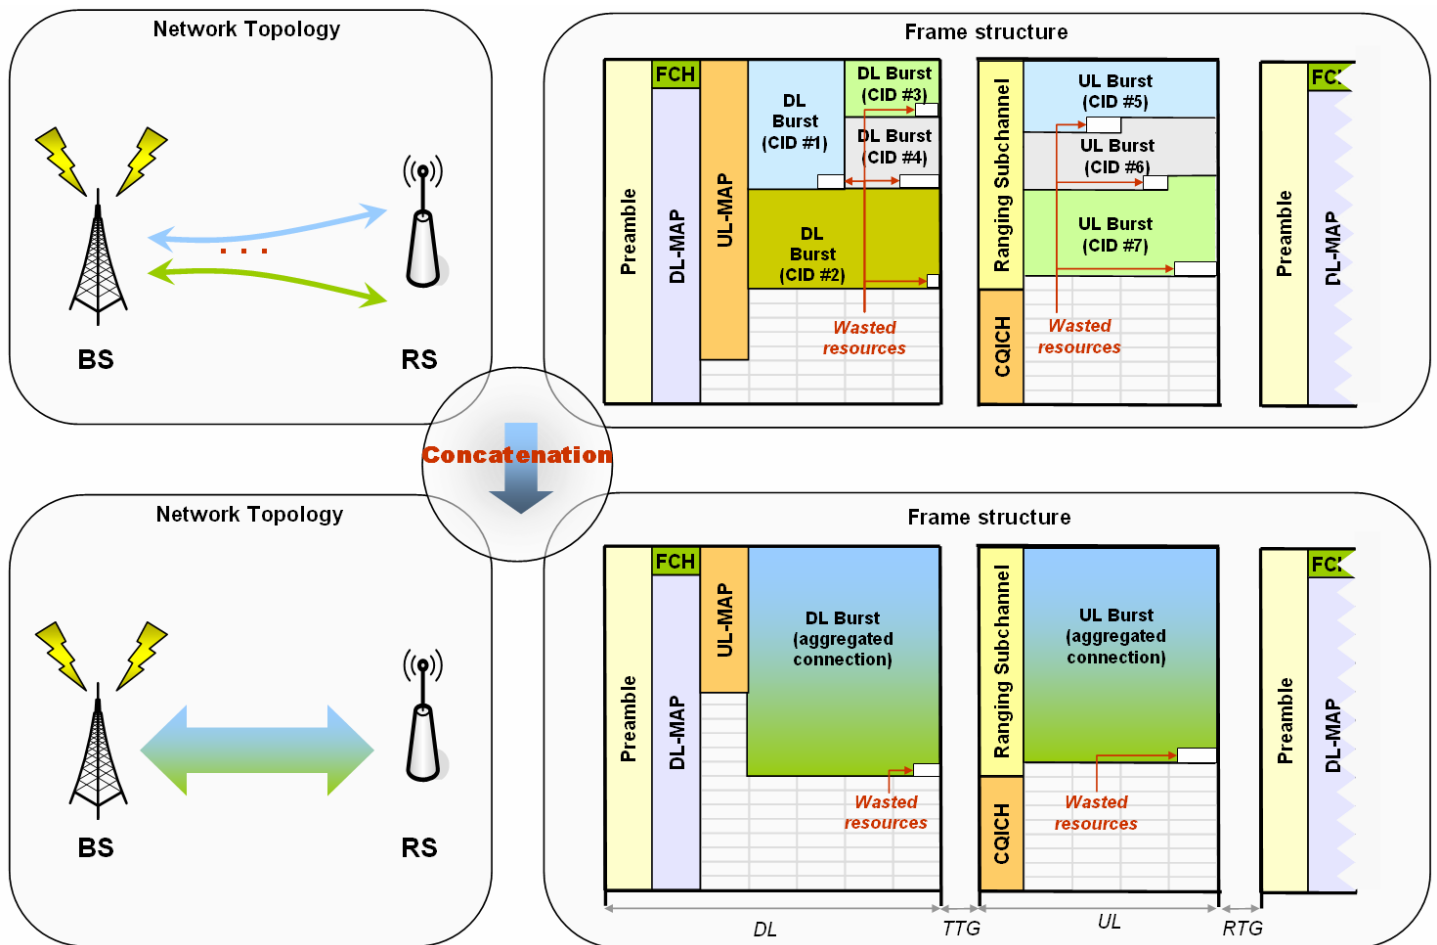 Network Topology
BS
RS
. . .
Frame structure
Preamble
FCH
DL-MAP
UL-MAP
DL
Burst
(CID #1)
DL Burst
(CID #3)
DL Burst
(CID #4)
DL
Burst
(CID #2)
Wasted
resources
Ranging Subchannel
CQICH
UL Burst
(CID #5)
UL Burst
(CID #6)
UL Burst
(CID #7)
Wasted
resources
Preamble
FCH
DL-MAP
Concatenation
Network Topology
BS
RS
Frame structure
Preamble
FCH
DL-MAP
UL-MAP
DL Burst
(aggregated
connection)
Wasted
resources
Ranging Subchannel
CQICH
UL Burst
(aggregated
connection)
Wasted
resources
Preamble
FCH
DL-MAP
DL
TTG
UL
RTG